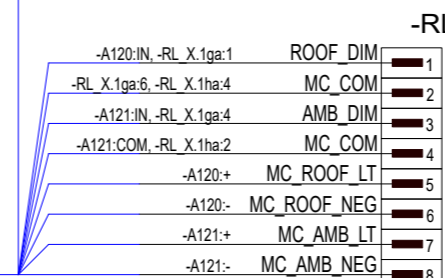 -RL
-A120:IN, -RL_X.1ga:1 ROOF_DIM 1
-RL_X.1ga:6, -RL_X.1ha:4 MC_COM 2
-A121:IN, -RL_X.1ga:4 AMB_DIM 3
-A121:COM, -RL_X.1ha:2 MC_COM 4
-A120:+ MC_ROOF_LT 5
-A120:- MC_ROOF_NEG 6
-A121:+ MC_AMB_LT 7
-A121:- MC_AMB_NEG 8